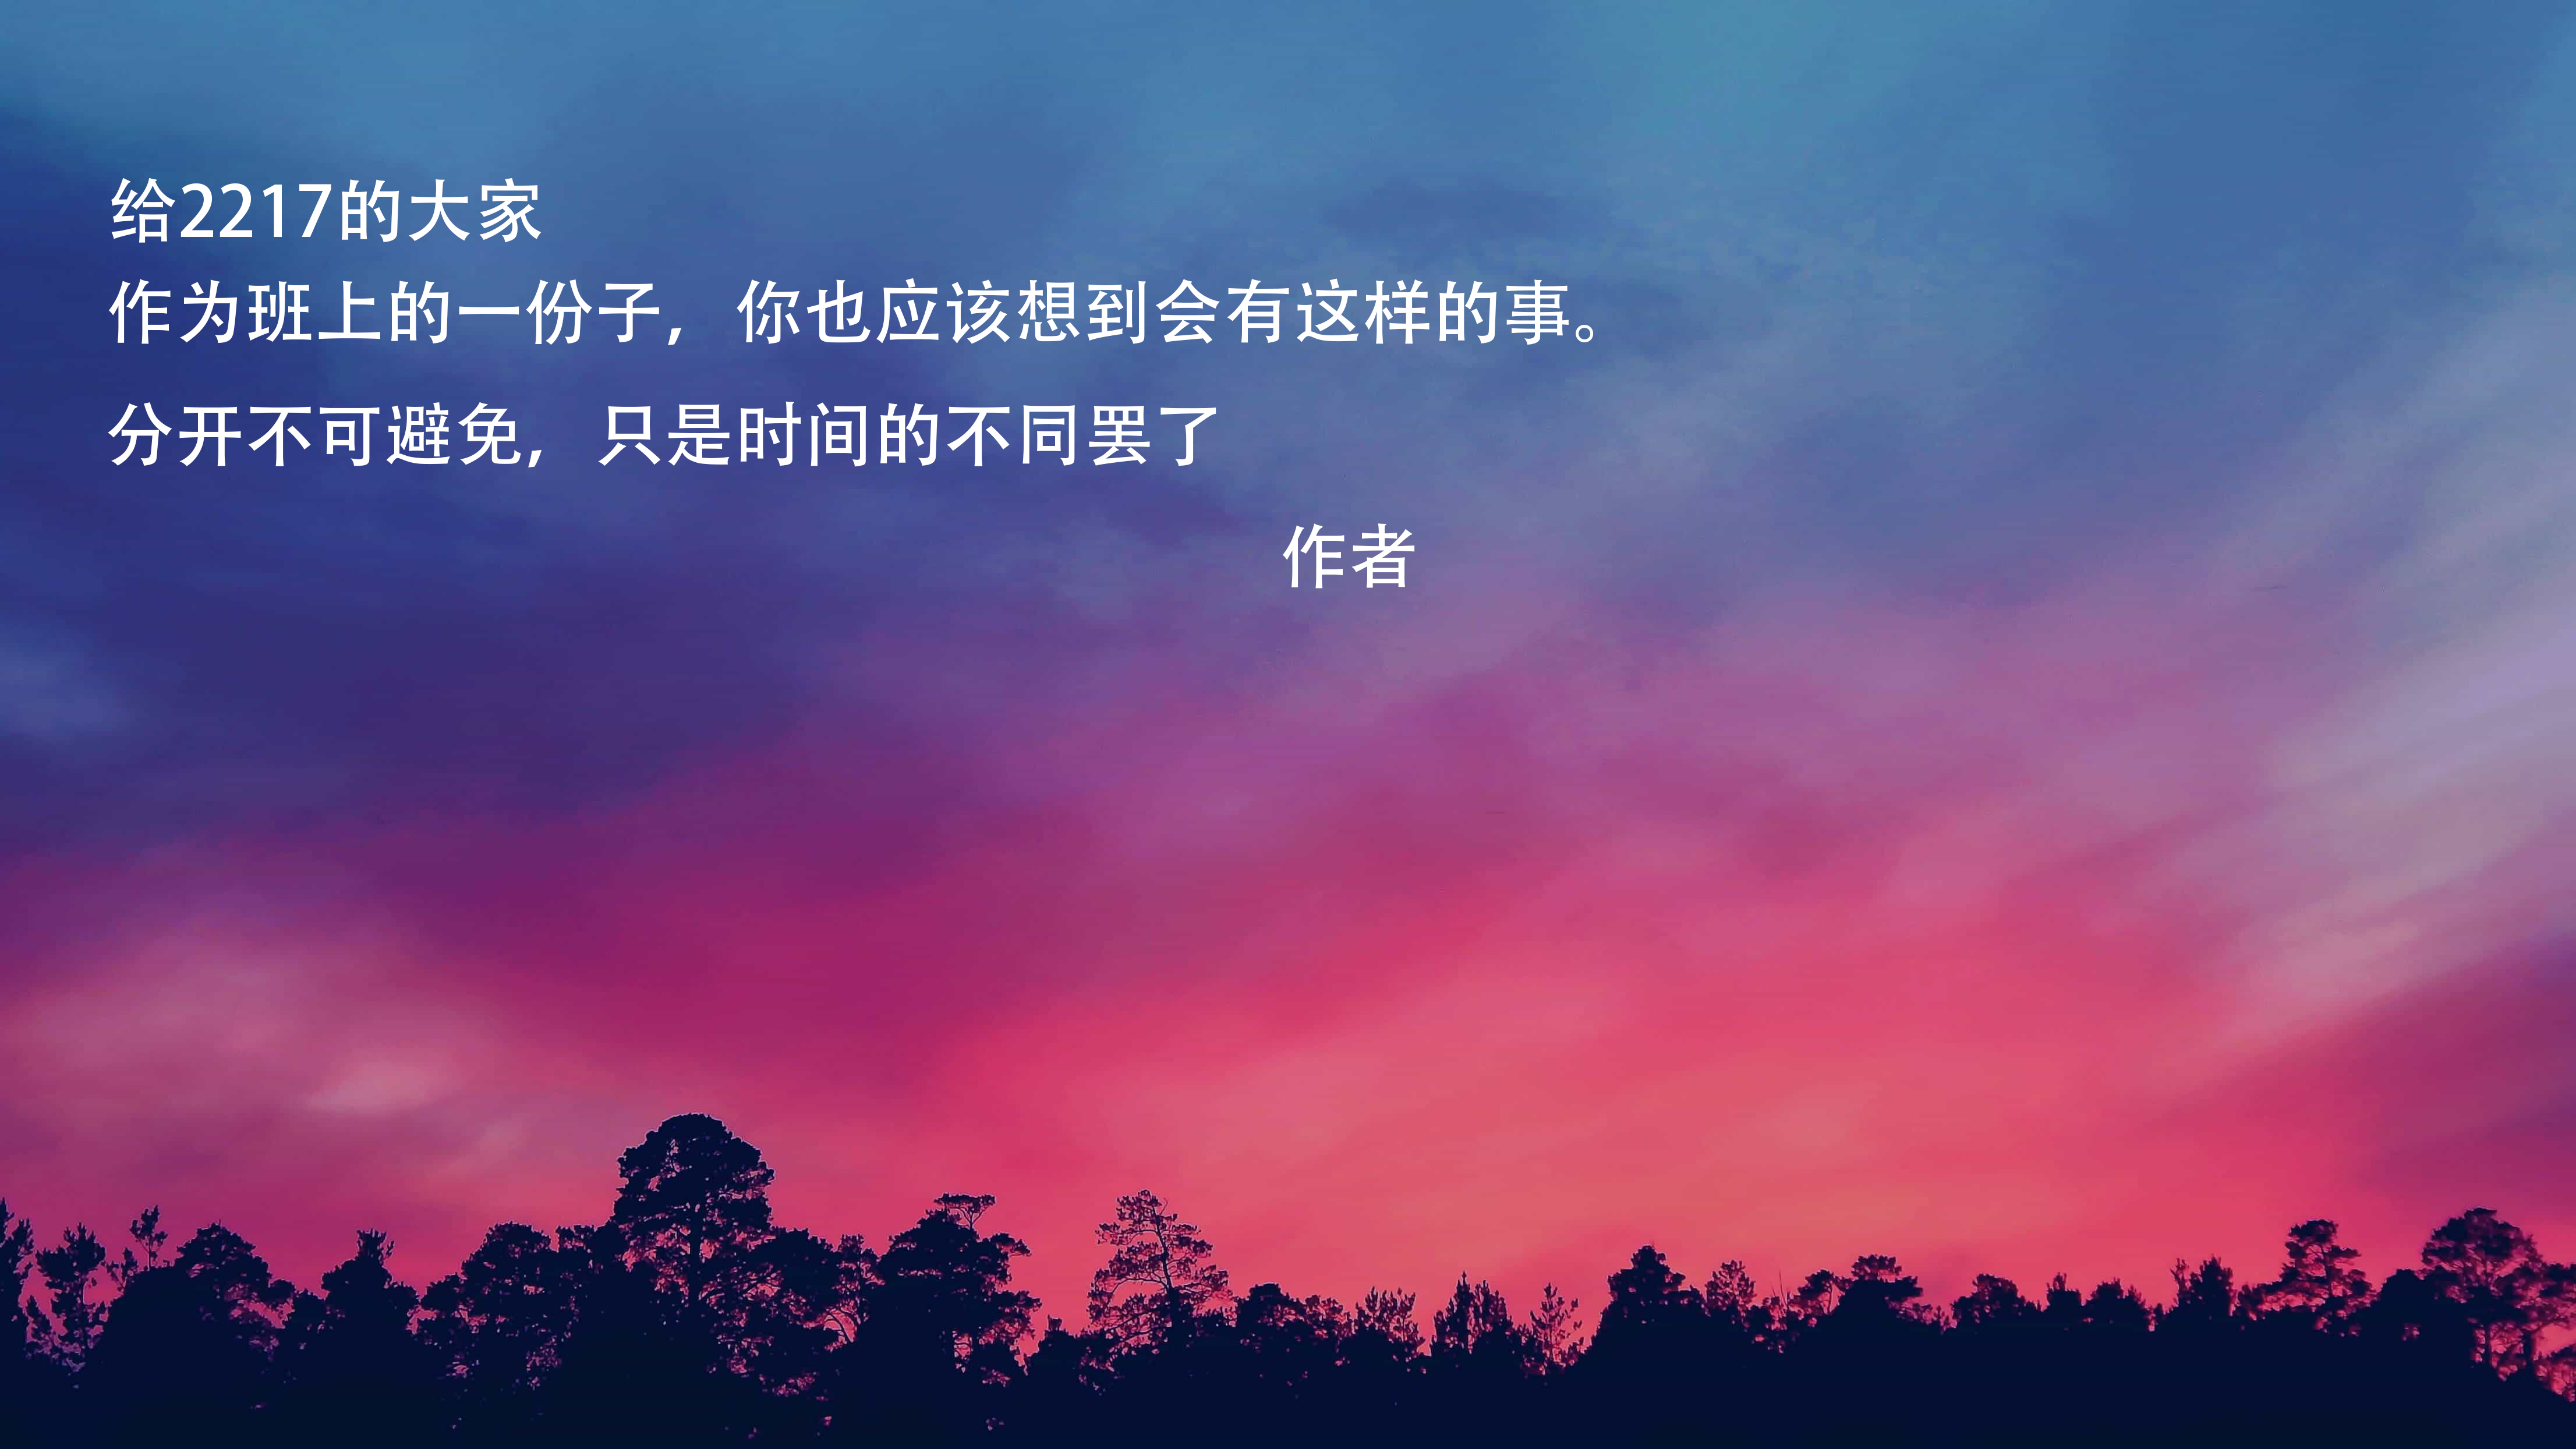 给2217的大家
作为班上的一份子，你也应该想到会有这样的事。
分开不可避免，只是时间的不同罢了
作者